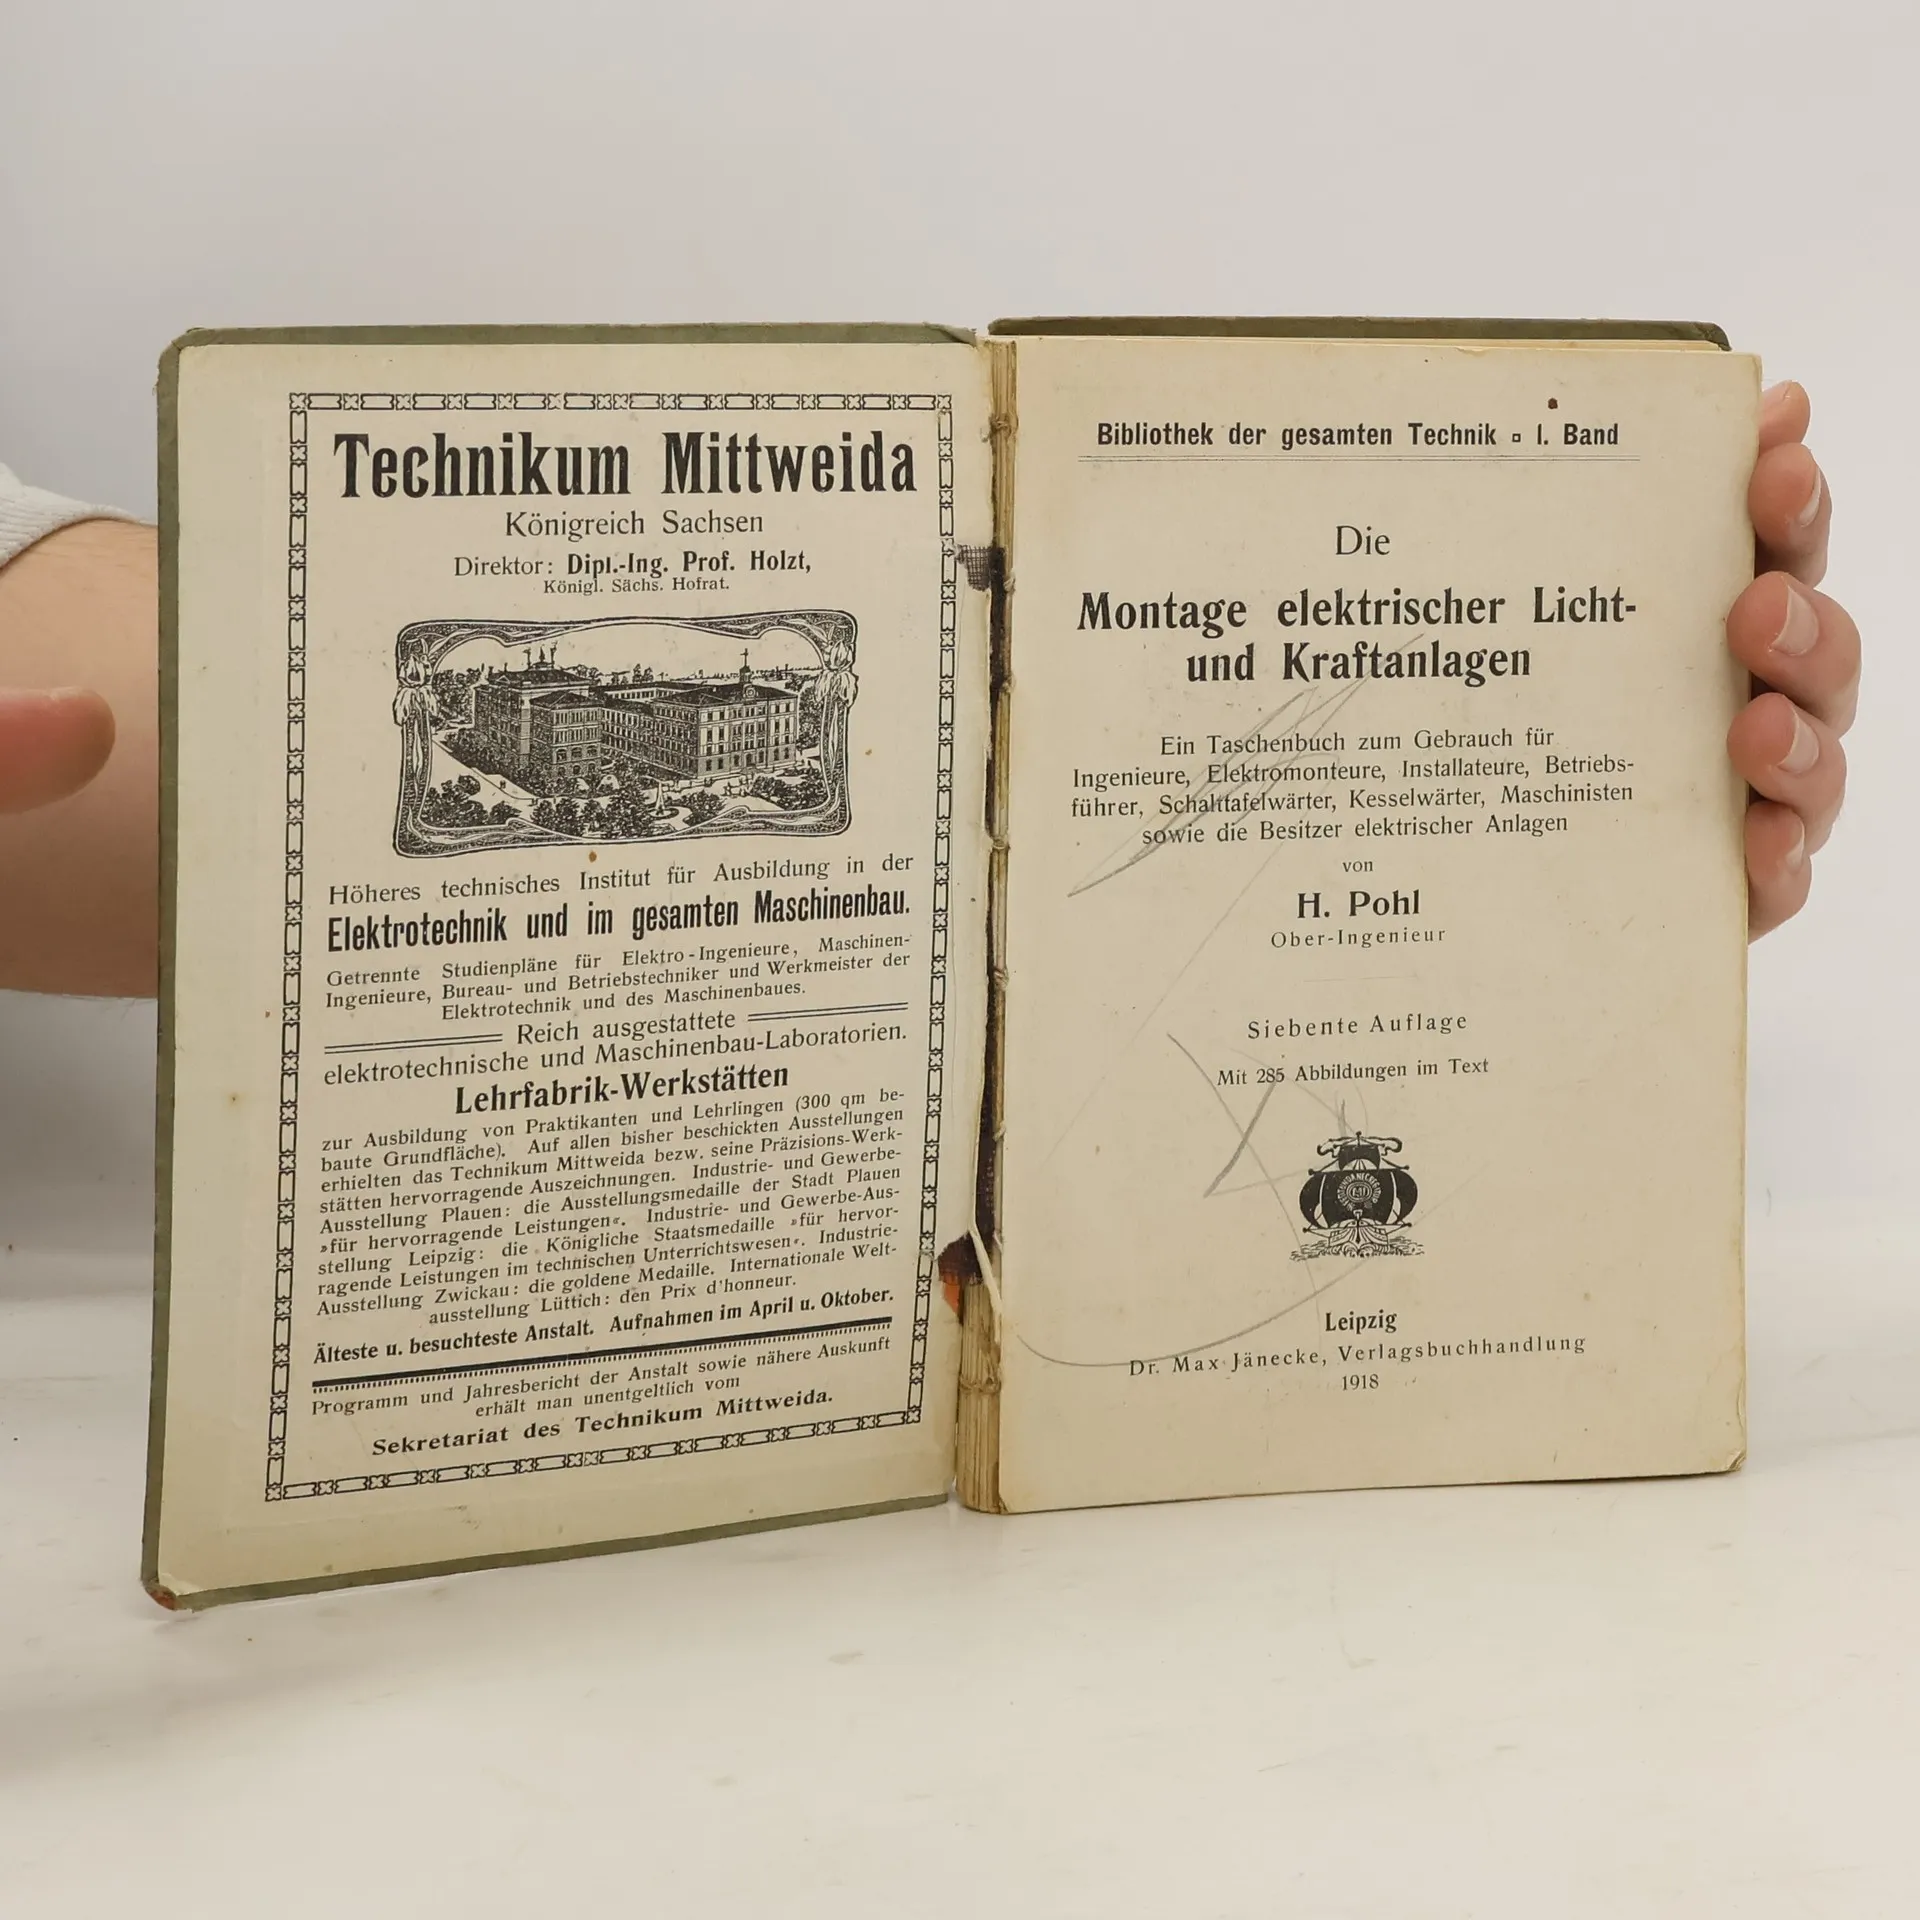 Technikum Mittweida
Königreich Sachsen
Direktor: Dipl.-Ing. Prof. Holzt,
Königl. Sächs. Hofrat.
Höheres technisches Institut für Ausbildung in der
Elektrotechnik und im gesamten Maschinenbau.
Getrennte Studienpläne für Elektro-Ingenieure, Maschinen-
Ingenieure, Bureau- und Betriebstechniker und Werkmeister der
Elektrotechnik und des Maschinenbaues.
Reich ausgestattete
elektrotechnische und Maschinenbau-Laboratorien.
Lehrfabrik-Werkstätten
zur Ausbildung von Praktikanten und Lehrlingen (300 qm be-
baute Grundfläche). Auf allen bisher beschickten Ausstellungen
erhielten das Technikum Mittweida bezw. seine Präzisions-Werk-
stätten hervorragende Auszeichnungen. Industrie- und Gewerbe-
Ausstellung Plauen: die Ausstellungsmedaille der Stadt Plauen
»für hervorragende Leistungen«. Industrie- und Gewerbe-Aus-
stellung Leipzig: die Königliche Staatsmedaille »für hervor-
ragende Leistungen im technischen Unterrichtswesen«. Industrie-
Ausstellung Zwickau: die goldene Medaille. Internationale Welt-
ausstellung Lüttich: den Prix d'honneur.
Älteste u. besuchteste Anstalt. Aufnahmen im April u. Oktober.
Programm und Jahresbericht der Anstalt sowie nähere Auskunft
erhält man unentgeltlich vom
Sekretariat des Technikum Mittweida.
Bibliothek der gesamten Technik ▫ 1. Band
Die
Montage elektrischer Licht-
und Kraftanlagen
Ein Taschenbuch zum Gebrauch für
Ingenieure, Elektromonteure, Installateure, Betriebs-
führer, Schalttafelwärter, Kesselwärter, Maschinisten
sowie die Besitzer elektrischer Anlagen
von
H. Pohl
Ober-Ingenieur
Siebente Auflage
Mit 285 Abbildungen im Text
Leipzig
Dr. Max Jänecke, Verlagsbuchhandlung
1918